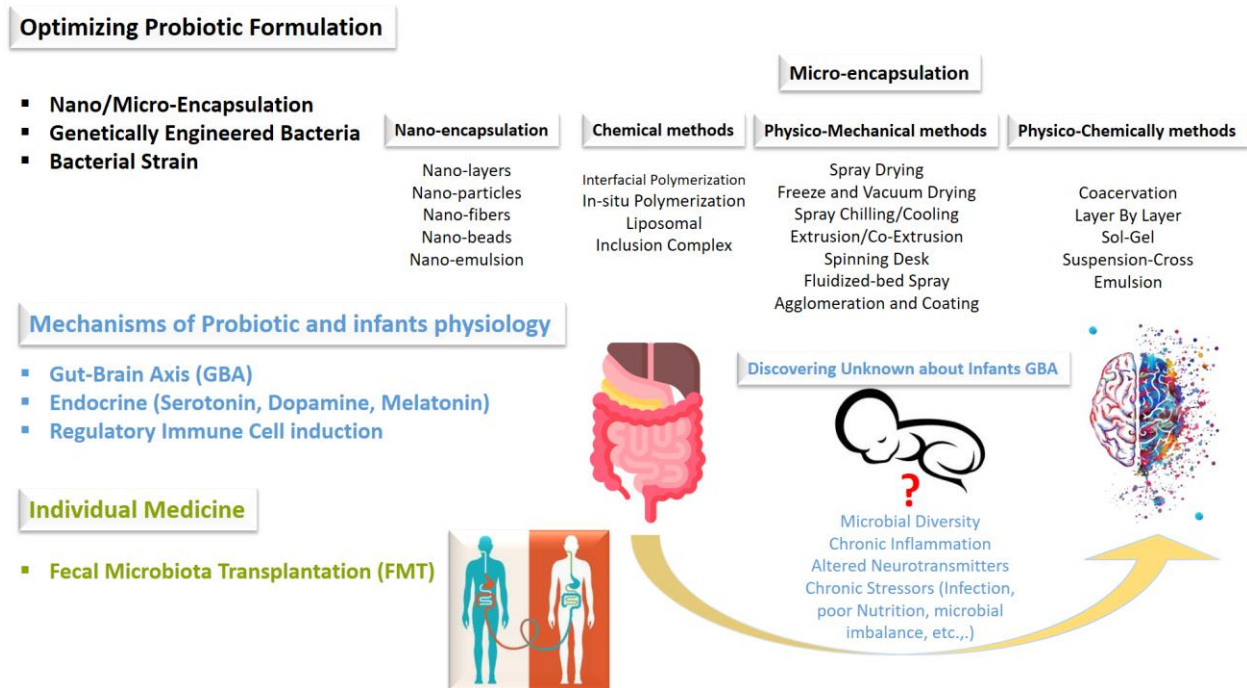 Optimizing Probiotic Formulation
▪ Nano/Micro-Encapsulation
▪ Genetically Engineered Bacteria
▪ Bacterial Strain
Micro-encapsulation
Nano-encapsulation
Nano-layers
Nano-particles
Nano-fibers
Nano-beads
Nano-emulsion
Chemical methods
Interfacial Polymerization
In-situ Polymerization
Liposomal
Inclusion Complex
Physico-Mechanical methods
Spray Drying
Freeze and Vacuum Drying
Spray Chilling/Cooling
Extrusion/Co-Extrusion
Spinning Desk
Fluidized-bed Spray
Agglomeration and Coating
Physico-Chemically methods
Coacervation
Layer By Layer
Sol-Gel
Suspension-Cross
Emulsion
Mechanisms of Probiotic and infants physiology
▪ Gut-Brain Axis (GBA)
▪ Endocrine (Serotonin, Dopamine, Melatonin)
▪ Regulatory Immune Cell induction
Discovering Unknown about Infants GBA
?
Microbial Diversity
Chronic Inflammation
Altered Neurotransmitters
Chronic Stressors (Infection,
poor Nutrition, microbial
imbalance, etc.,.)
Individual Medicine
▪ Fecal Microbiota Transplantation (FMT)